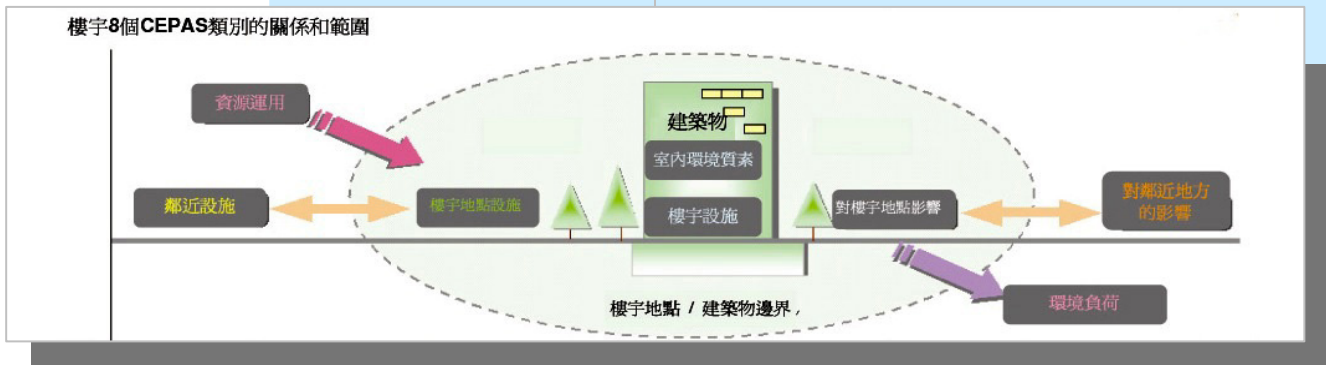 樓宇8個CEPAS類別的關係和範圍
資源運用
建築物
室內環境質素
鄰近設施
樓宇地點設施
樓宇設施
對樓宇地點影響
對鄰近地方
的影響
環境負荷
樓宇地點 / 建築物邊界